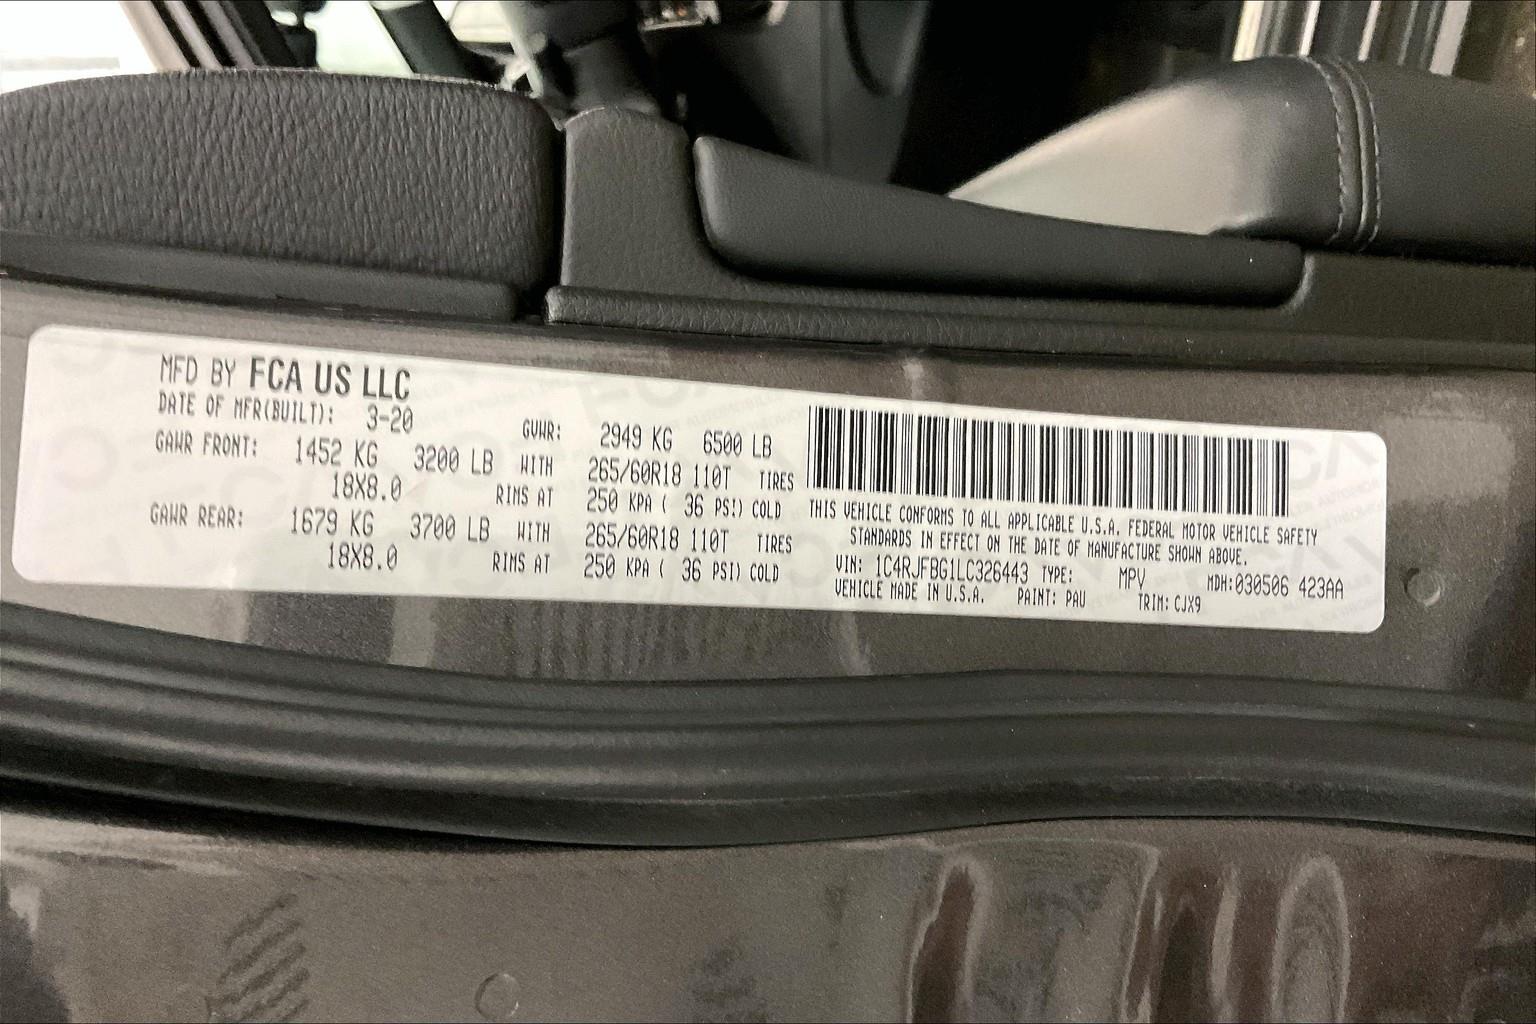 MFD BY FCA US LLC
DATE OF MFR(BUILT): 3-20
GVWR: 2949 KG 6500 LB
GAWR FRONT: 1452 KG 3200 LB WITH 265/60R18 110T TIRES
18X8.0 RIMS AT 250 KPA ( 36 PSI) COLD
GAWR REAR: 1679 KG 3700 LB WITH 265/60R18 110T TIRES
18X8.0 RIMS AT 250 KPA ( 36 PSI) COLD
THIS VEHICLE CONFORMS TO ALL APPLICABLE U.S.A. FEDERAL MOTOR VEHICLE SAFETY
STANDARDS IN EFFECT ON THE DATE OF MANUFACTURE SHOWN ABOVE.
VIN: 1C4RJFBG1LC326443 TYPE: MPV MDH:030506 423AA
VEHICLE MADE IN U.S.A. PAINT: PAU TRIM: CJX9